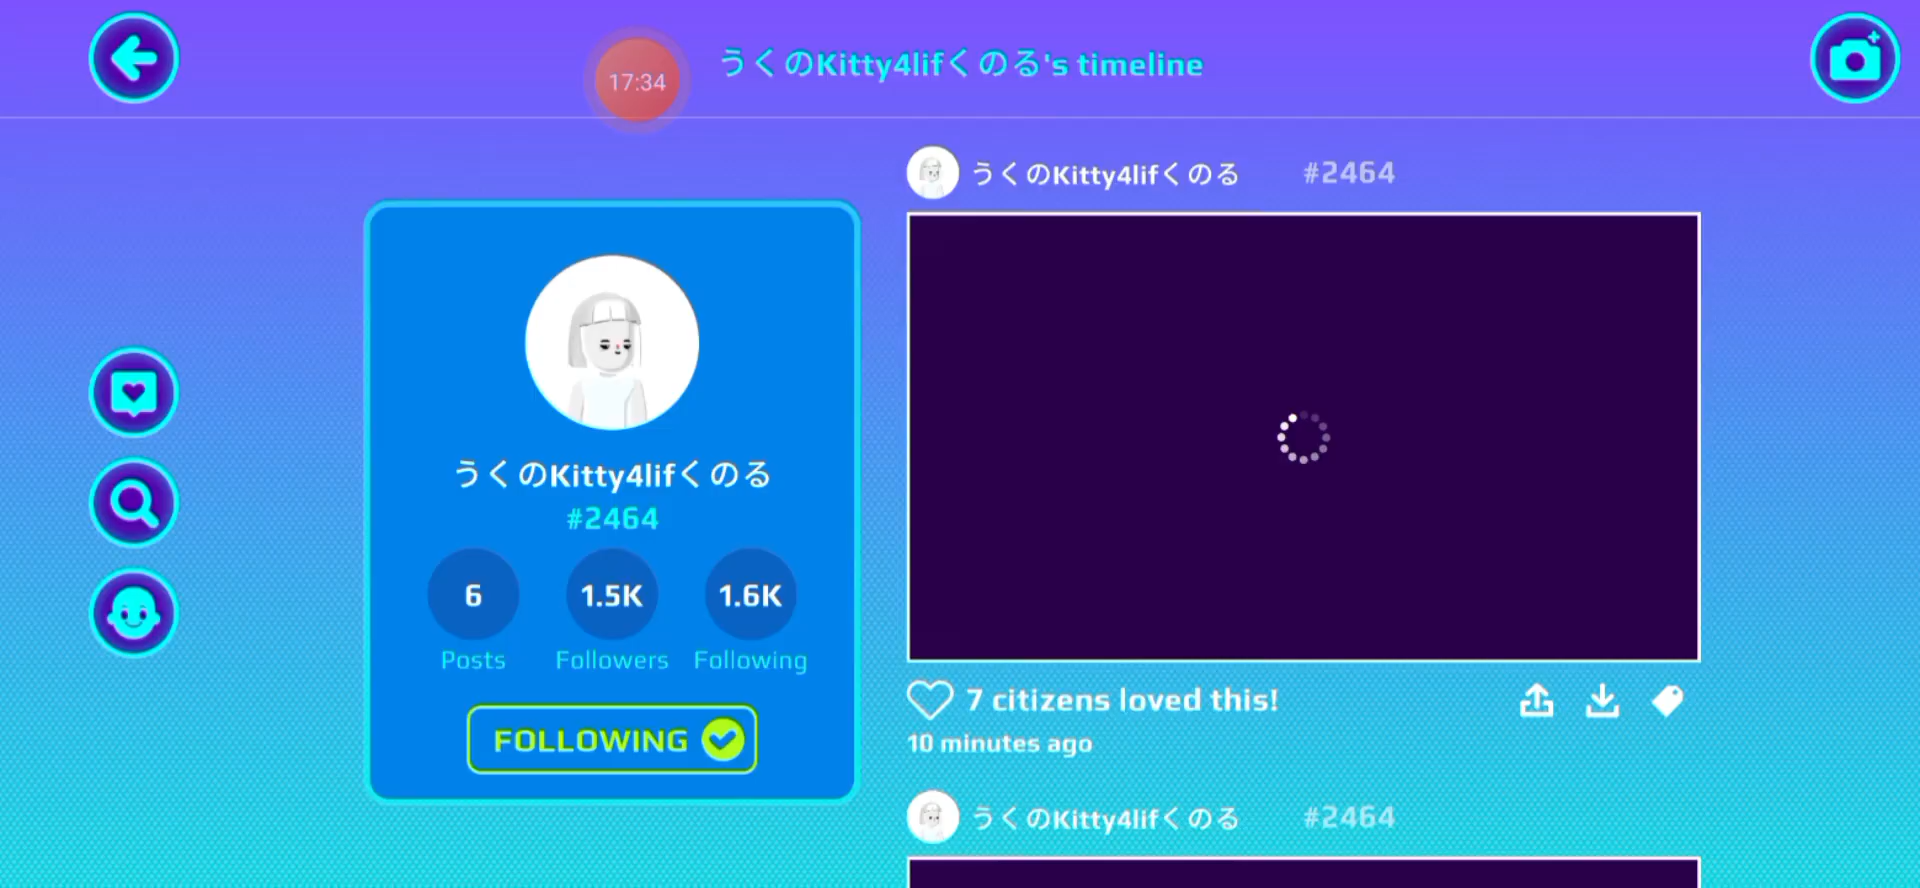 うくのKitty4lifくのる's timeline
17:34
うくのKitty4lifくのる #2464
うくのKitty4lifくのる
#2464
6 1.5K 1.6K
Posts Followers Following
FOLLOWING
7 citizens loved this!
10 minutes ago
うくのKitty4lifくのる #2464